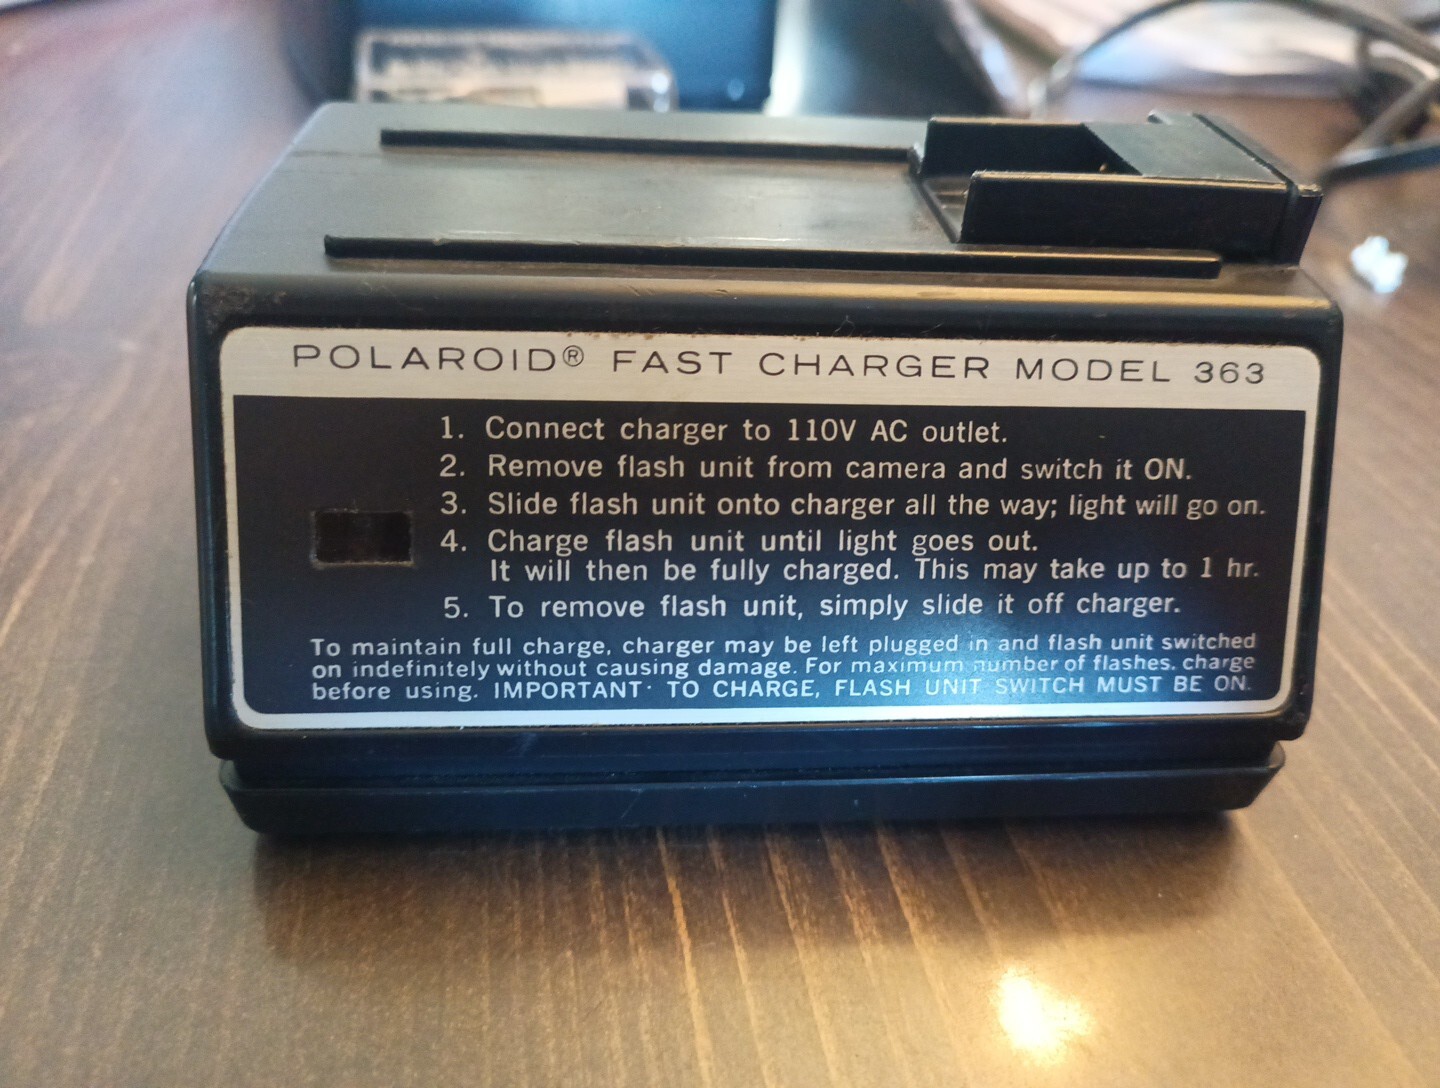 POLAROID® FAST CHARGER MODEL 363
1. Connect charger to 110V AC outlet.
2. Remove flash unit from camera and switch it ON.
3. Slide flash unit onto charger all the way; light will go on.
4. Charge flash unit until light goes out.
It will then be fully charged. This may take up to 1 hr.
5. To remove flash unit, simply slide it off charger.
To maintain full charge, charger may be left plugged in and flash unit switched
on indefinitely without causing damage. For maximum number of flashes, charge
before using. IMPORTANT: TO CHARGE, FLASH UNIT SWITCH MUST BE ON.